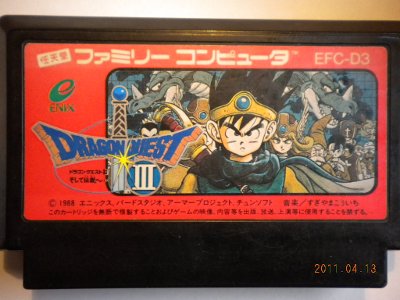 任天堂 ファミリー コンピュータ™ EFC-D3
ENIX
DRAGON QUEST
ドラゴンクエストⅢ
そして伝説へ…
III
© 1988 エニックス、バードスタジオ、アーマープロジェクト、チュンソフト 音楽/すぎやまこういち
このカートリッジを無断で複製することおよびゲームの映像、内容等を出版、放送、上演等に使用することを禁ず。
2011.04.13